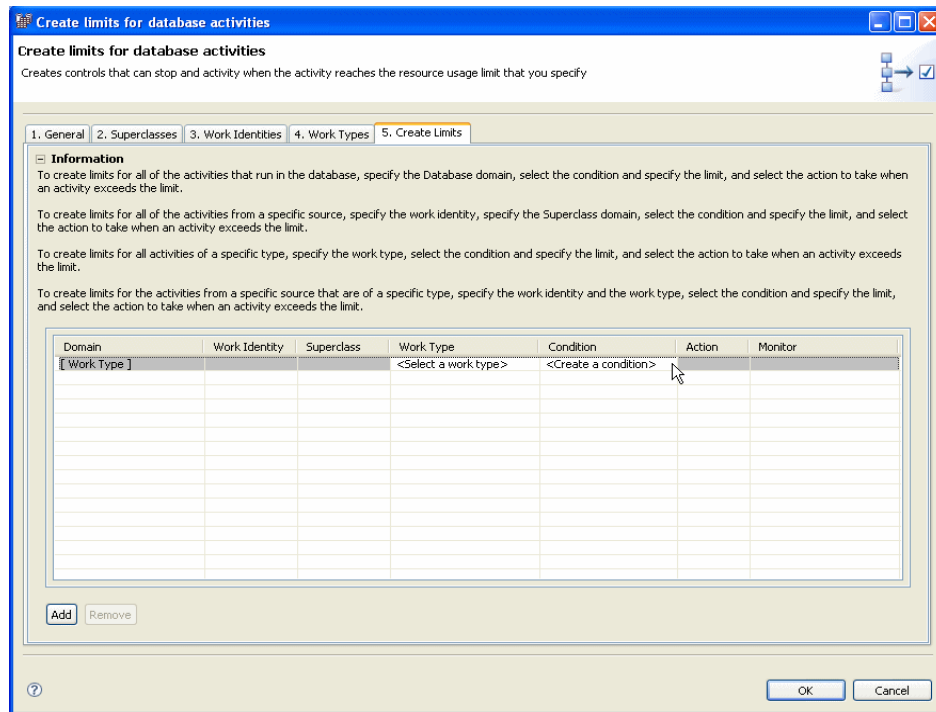 Create limits for database activities
Create limits for database activities
Creates controls that can stop and activity when the activity reaches the resource usage limit that you specify
1. General 2. Superclasses 3. Work Identities 4. Work Types 5. Create Limits
Information
To create limits for all of the activities that run in the database, specify the Database domain, select the condition and specify the limit, and select the action to take when
an activity exceeds the limit.
To create limits for all of the activities from a specific source, specify the work identity, specify the Superclass domain, select the condition and specify the limit, and select
the action to take when an activity exceeds the limit.
To create limits for all activities of a specific type, specify the work type, select the condition and specify the limit, and select the action to take when an activity exceeds
the limit.
To create limits for the activities from a specific source that are of a specific type, specify the work identity and the work type, select the condition and specify the limit,
and select the action to take when an activity exceeds the limit.
Domain Work Identity Superclass Work Type Condition Action Monitor
[ Work Type ] <Select a work type> <Create a condition>
Add Remove
? OK Cancel